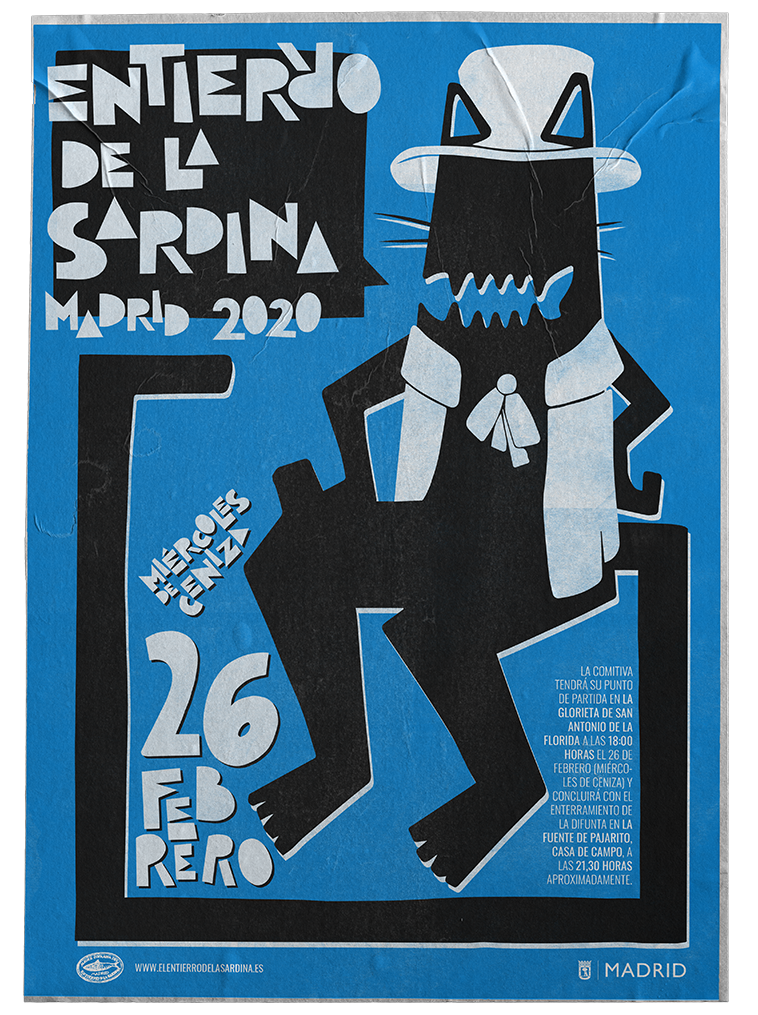 ENTIERRO
DE LA
SARDINA
MADRID 2020
MIÉRCOLES
DE CENIZA
26
FEB
RERO
LA COMITIVA
TENDRÁ SU PUNTO
DE PARTIDA EN LA
GLORIETA DE SAN
ANTONIO DE LA
FLORIDA A LAS 18:00
HORAS EL 26 DE
FEBRERO (MIÉRCO-
LES DE CENIZA) Y
CONCLUIRÁ CON EL
ENTERRAMIENTO DE
LA DIFUNTA EN LA
FUENTE DE PAJARITO,
CASA DE CAMPO, A
LAS 21,30 HORAS
APROXIMADAMENTE.
WWW.ELENTIERRODELASARDINA.ES
MADRID